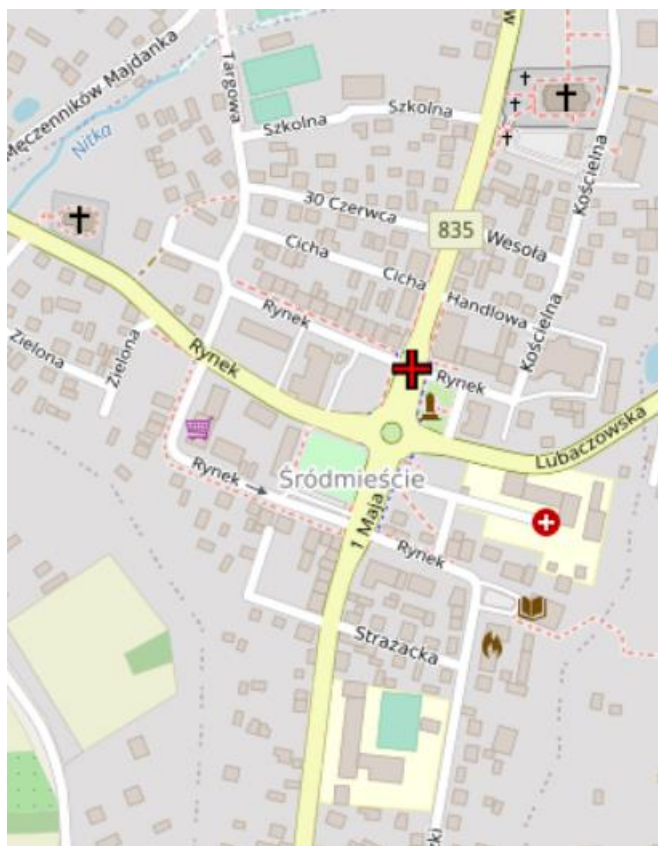 Męczenników Majdanka
Nitka
Targowa
Szkolna
Szkolna
30 Czerwca
Wesoła
835
Kościelna
Cicha
Cicha
Handlowa
Kościelna
Rynek
Rynek
Rynek
Zielona
Zielona
Lubaczowska
Śródmieście
Rynek
1 Maja
Rynek
Strażacka